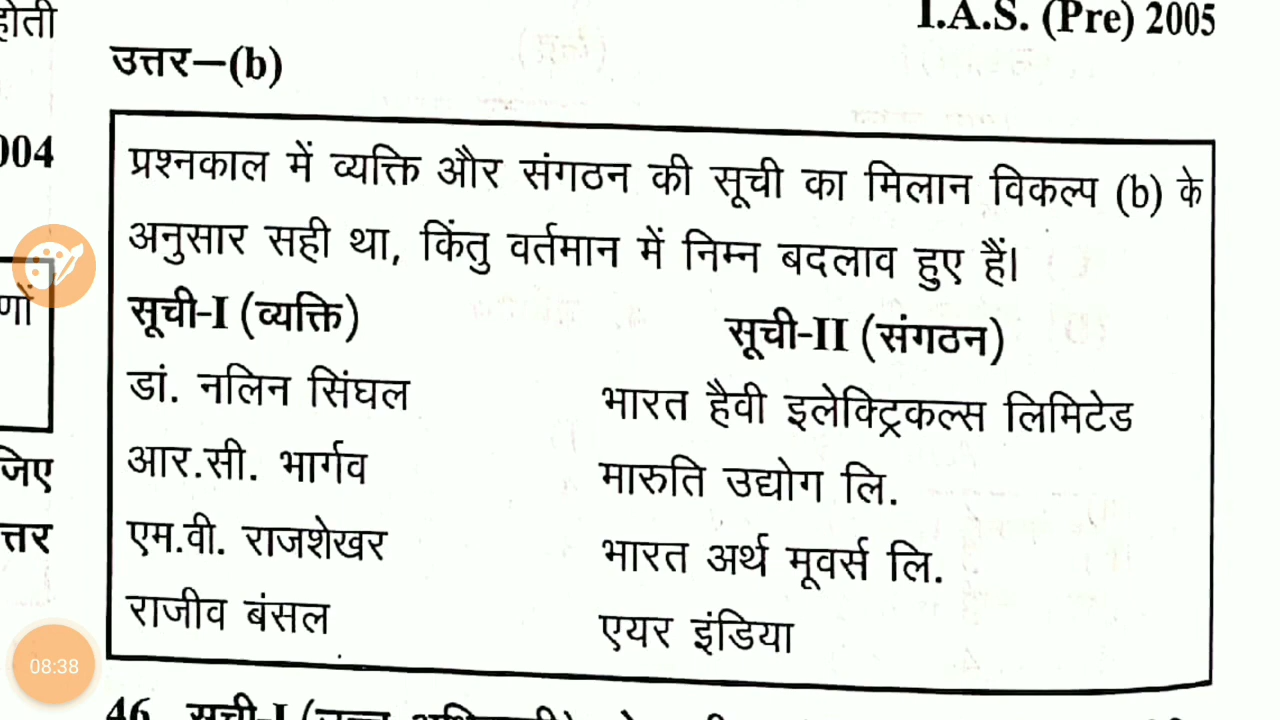 होती
I.A.S. (Pre) 2005
उत्तर—(b)
004
प्रश्नकाल में व्यक्ति और संगठन की सूची का मिलान विकल्प (b) के
अनुसार सही था, किंतु वर्तमान में निम्न बदलाव हुए हैं।
णों
सूची-I (व्यक्ति) सूची-II (संगठन)
डां. नलिन सिंघल भारत हैवी इलेक्ट्रिकल्स लिमिटेड
आर.सी. भार्गव मारुति उद्योग लि.
जिए
एम.वी. राजशेखर भारत अर्थ मूवर्स लि.
त्तर
राजीव बंसल एयर इंडिया
08:38
46. सूची-I